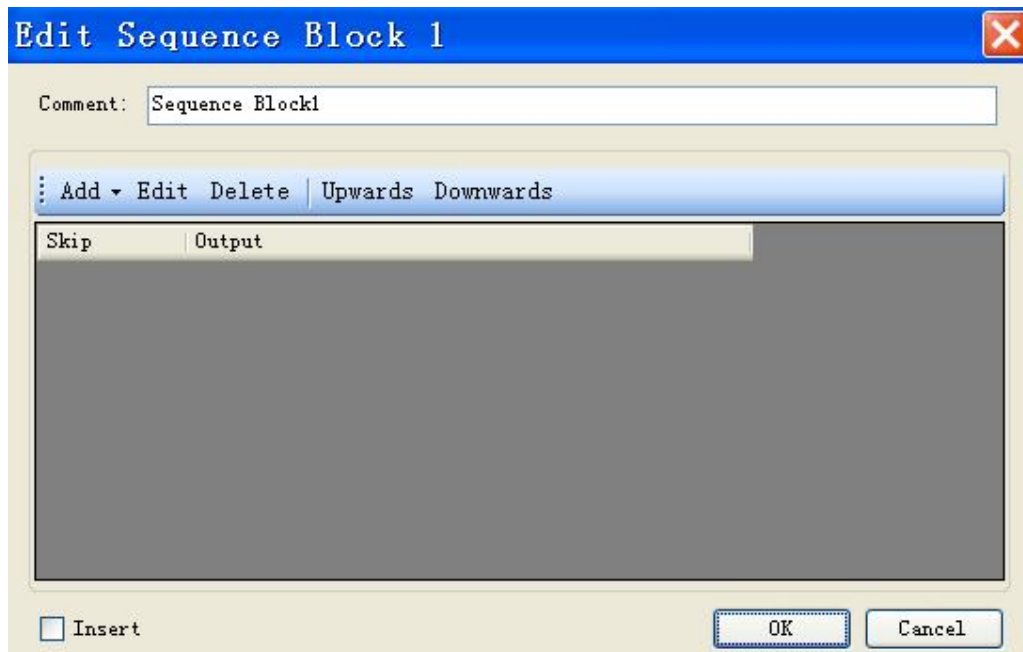 Edit Sequence Block 1
Comment: Sequence Block1
Add Edit Delete Upwards Downwards
Skip Output
Insert OK Cancel